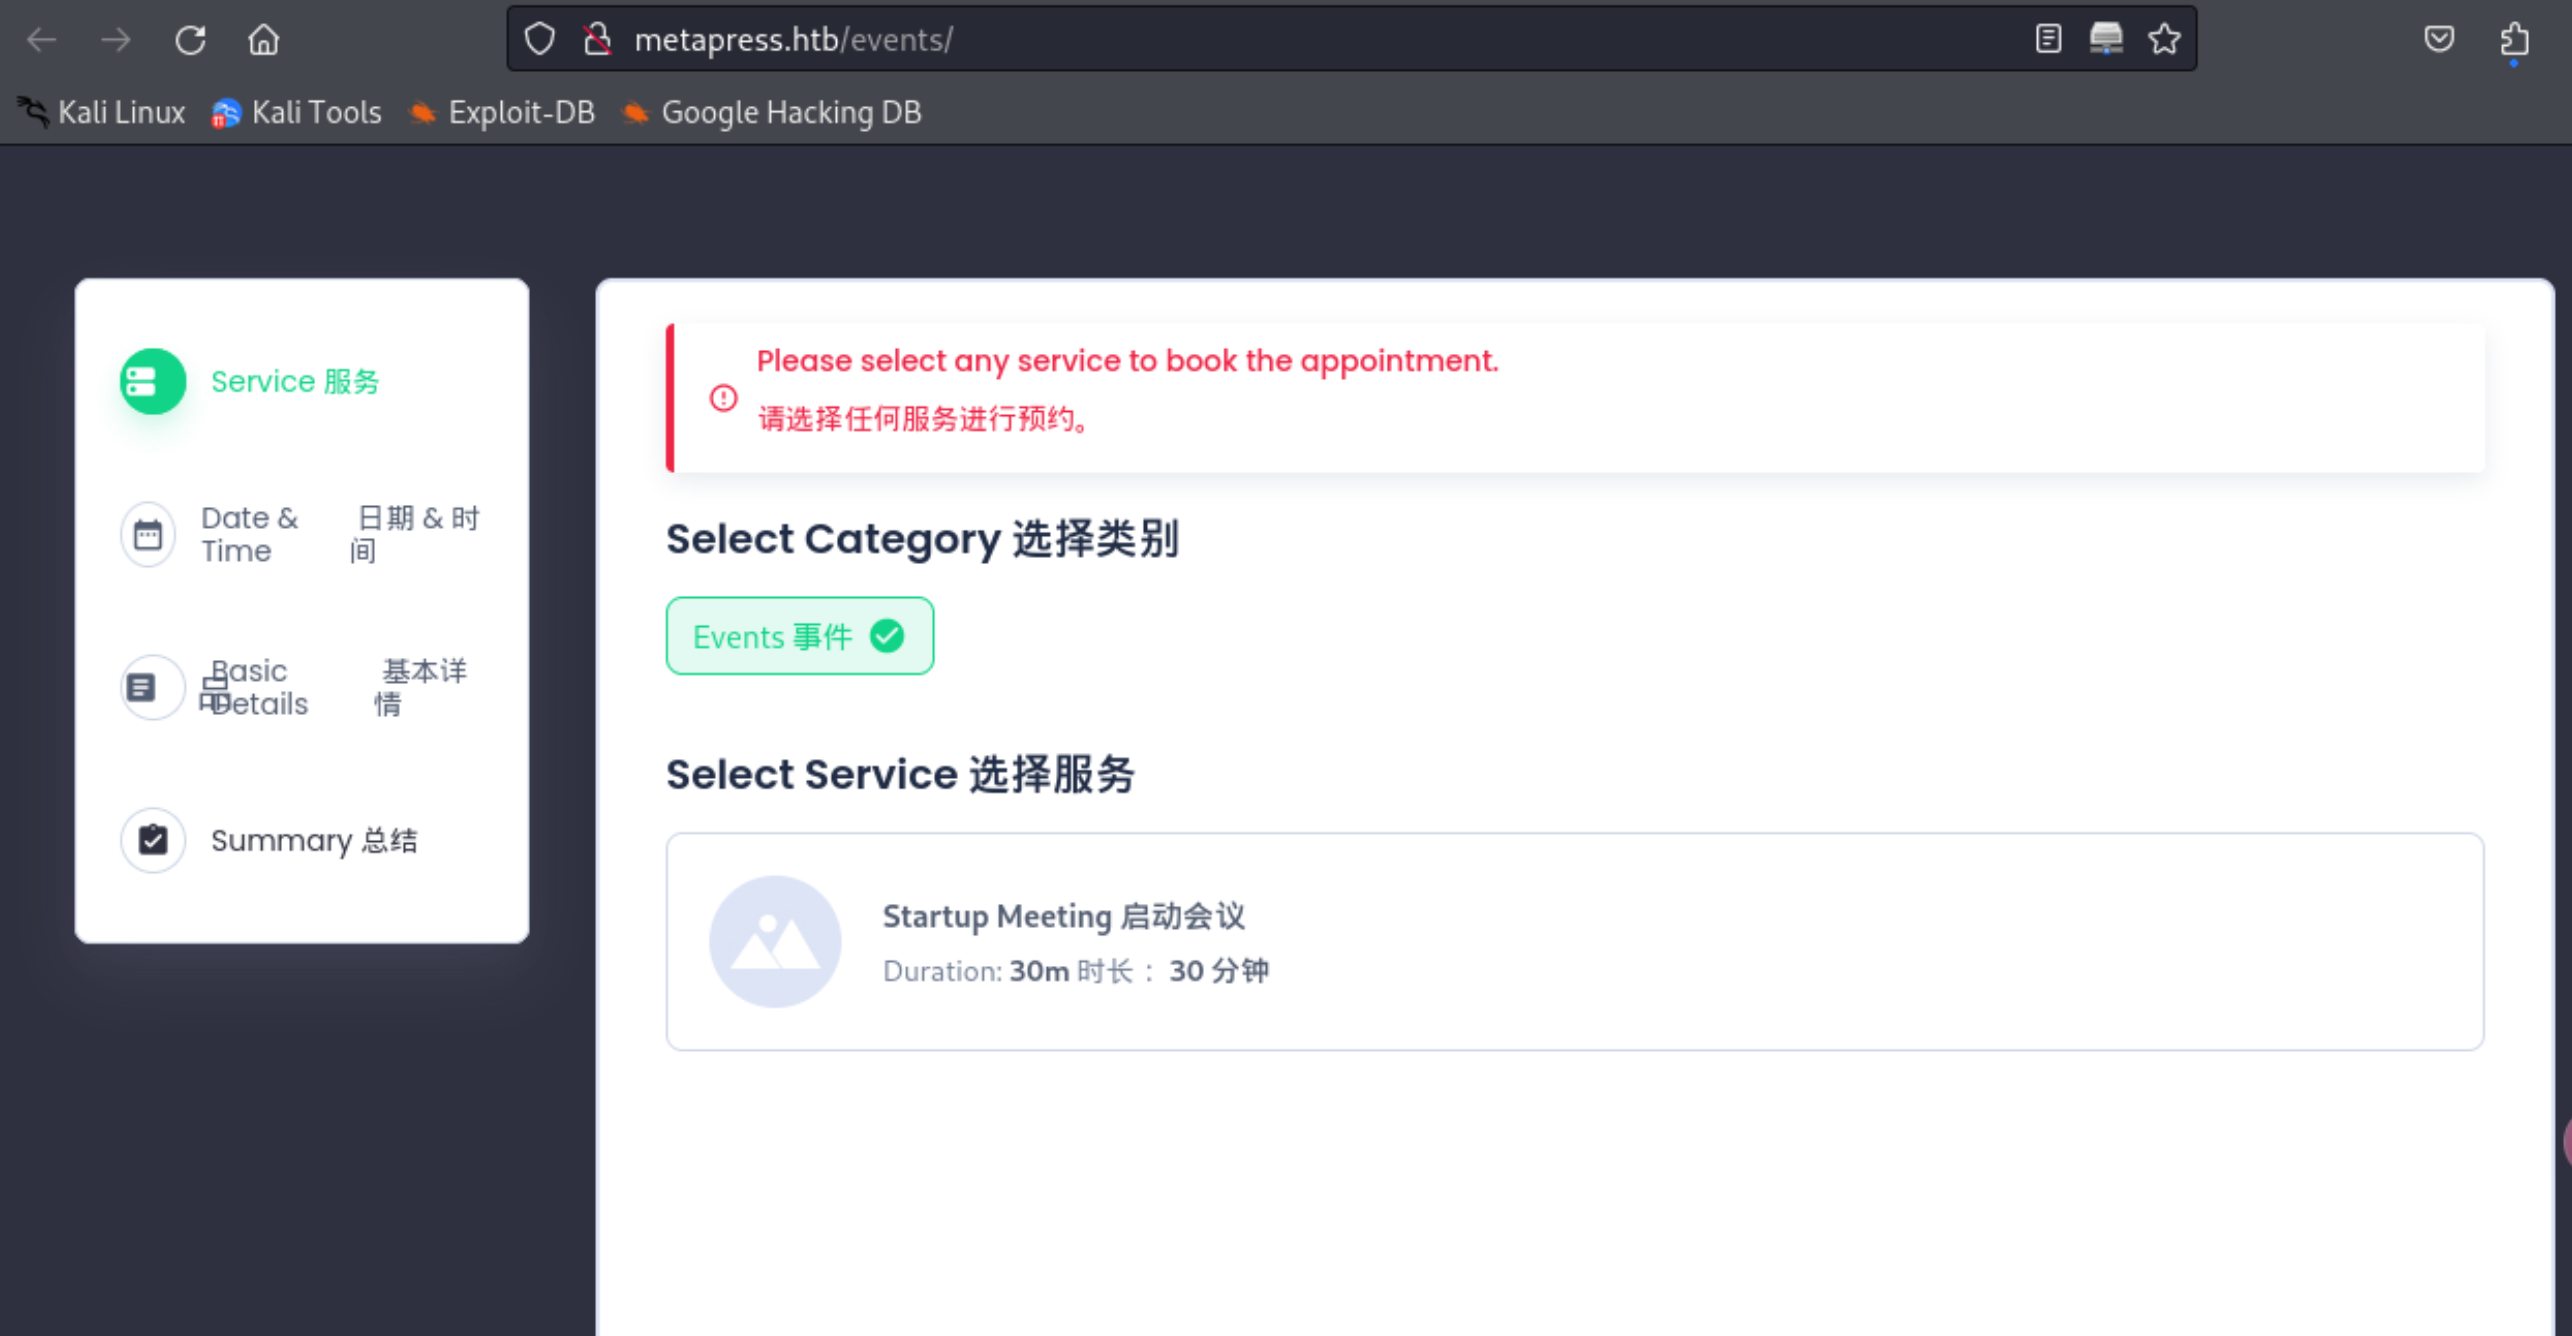 metapress.htb/events/
Kali Linux Kali Tools Exploit-DB Google Hacking DB
Service 服务
Date & Time 日期 & 时间
Basic Details 基本详情
Summary 总结
Please select any service to book the appointment.
请选择任何服务进行预约。
Select Category 选择类别
Events 事件
Select Service 选择服务
Startup Meeting 启动会议
Duration: 30m 时长： 30 分钟